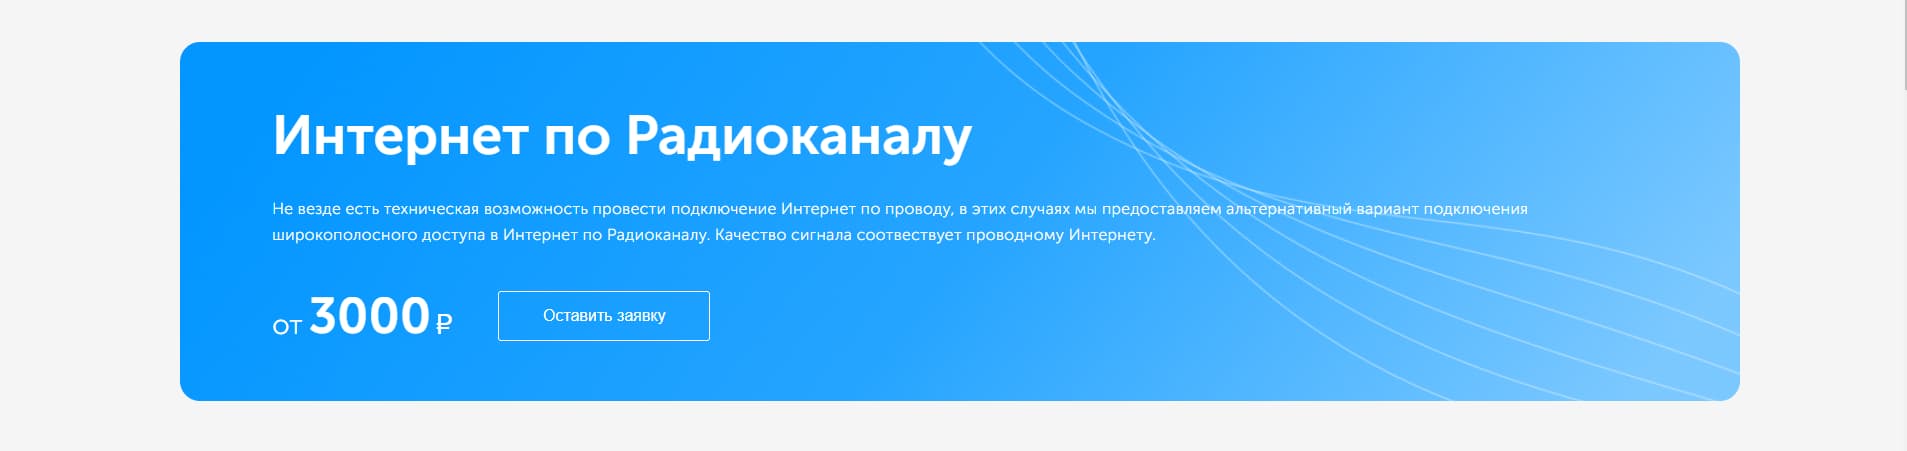 Интернет по Радиоканалу
Не везде есть техническая возможность провести подключение Интернет по проводу, в этих случаях мы предоставляем альтернативный вариант подключения
широкополосного доступа в Интернет по Радиоканалу. Качество сигнала соотвествует проводному Интернету.
от 3000 ₽
Оставить заявку